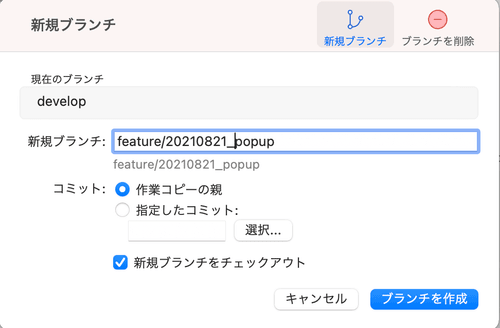 新規ブランチ
新規ブランチ ブランチを削除
現在のブランチ
develop
新規ブランチ: feature/20210821_popup
feature/20210821_popup
コミット: 作業コピーの親
指定したコミット:
選択...
新規ブランチをチェックアウト
キャンセル ブランチを作成